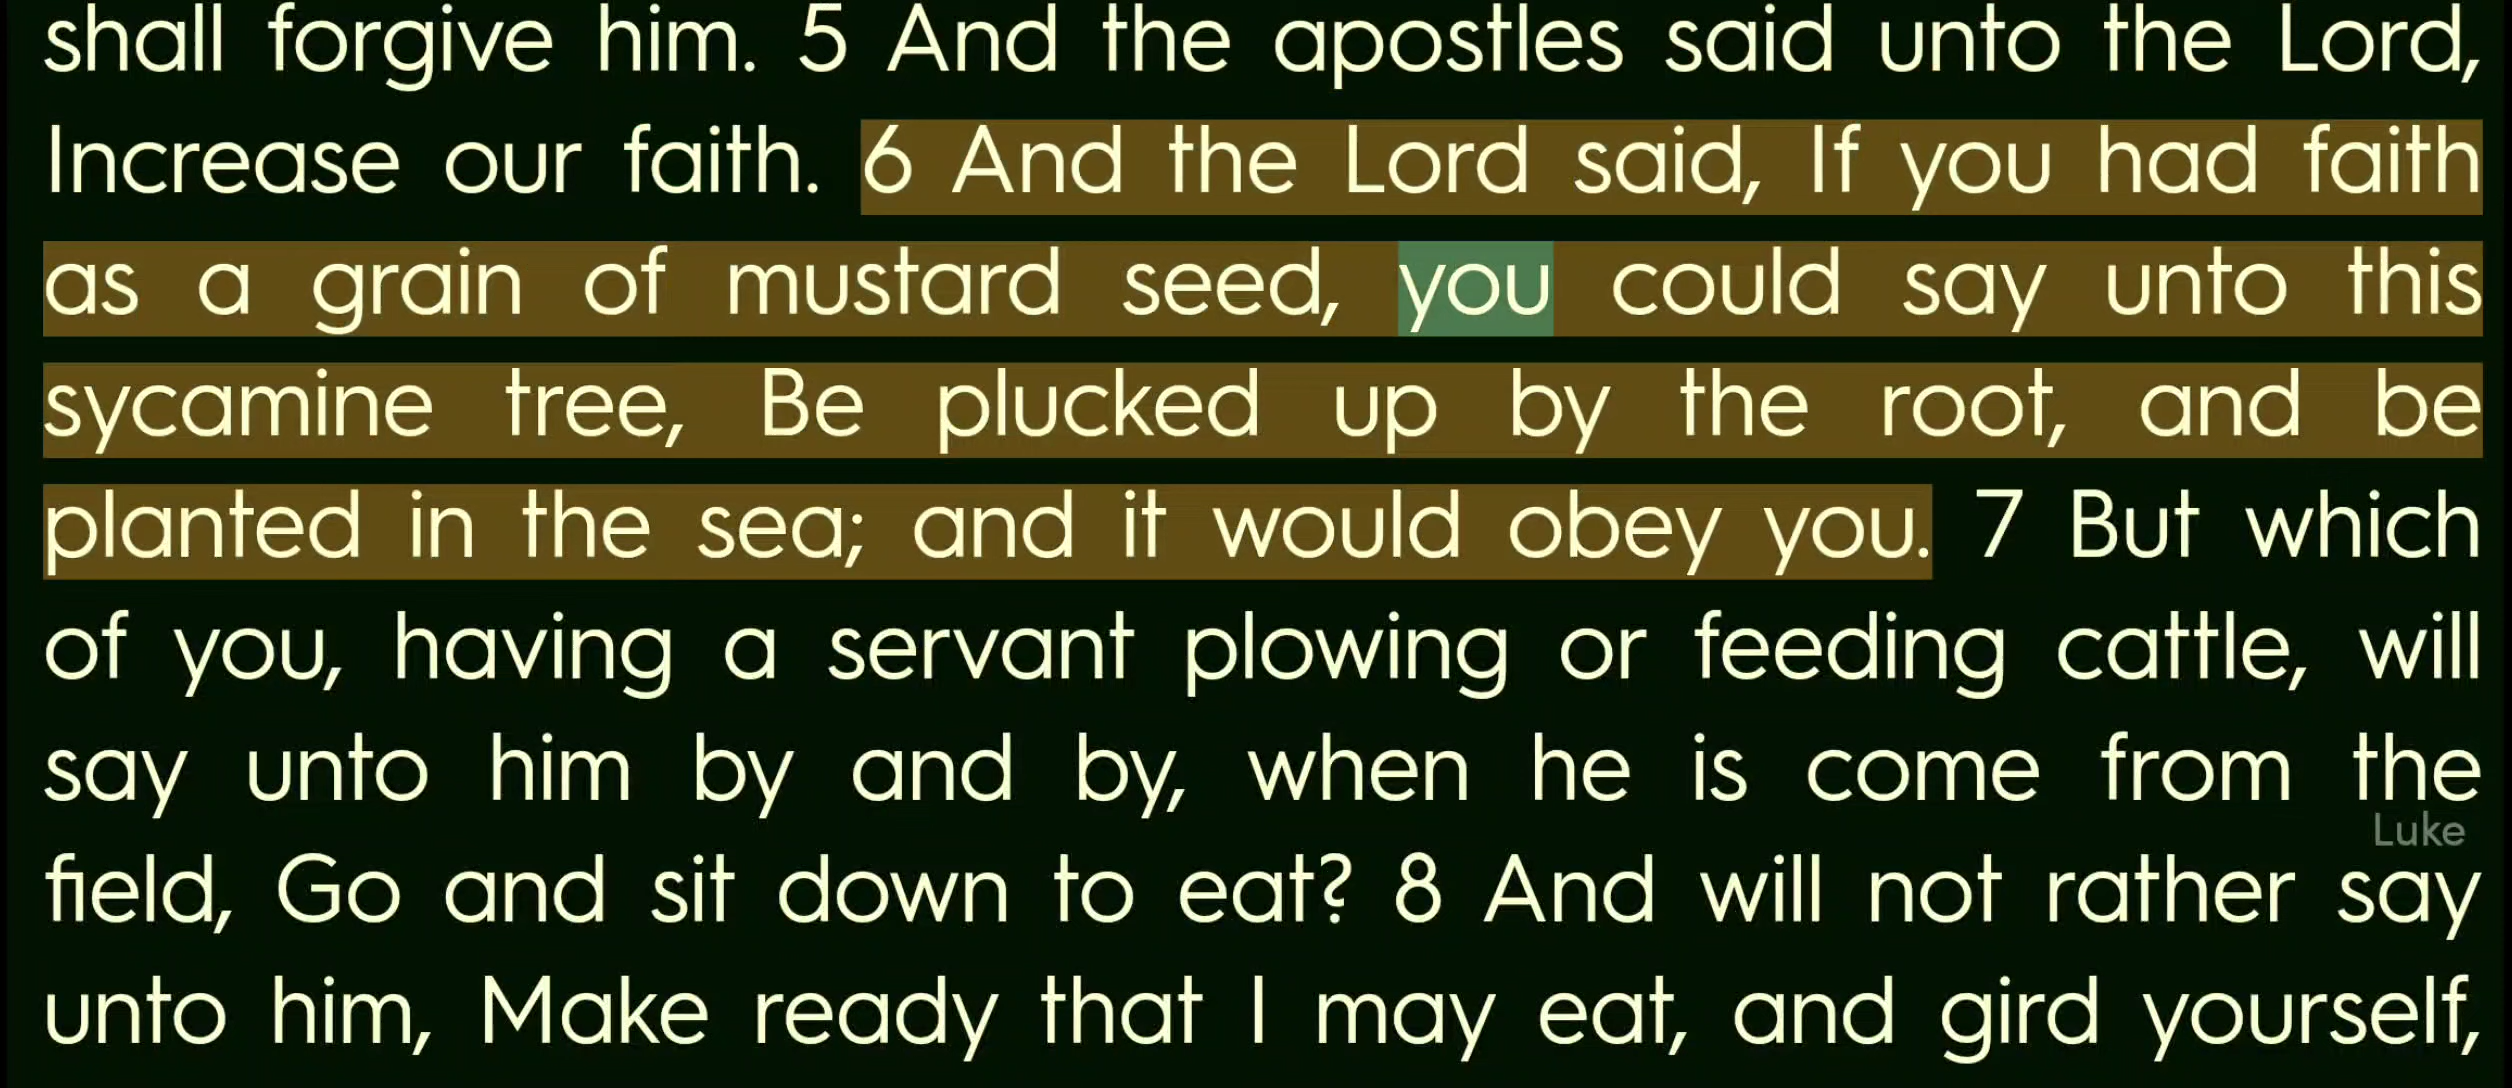 shall forgive him. 5 And the apostles said unto the Lord,
Increase our faith. 6 And the Lord said, If you had faith
as a grain of mustard seed, you could say unto this
sycamine tree, Be plucked up by the root, and be
planted in the sea; and it would obey you. 7 But which
of you, having a servant plowing or feeding cattle, will
say unto him by and by, when he is come from the
Luke
field, Go and sit down to eat? 8 And will not rather say
unto him, Make ready that I may eat, and gird yourself,